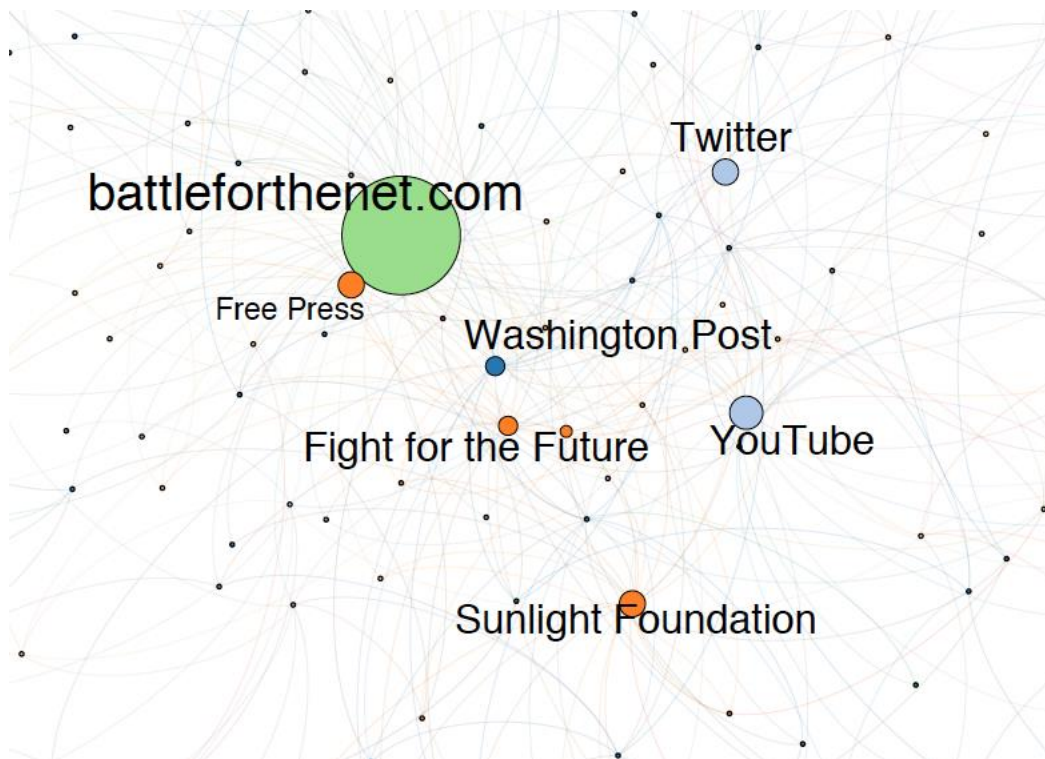 Twitter
battleforthenet.com
Free Press
Washington Post
Fight for the Future
YouTube
Sunlight Foundation